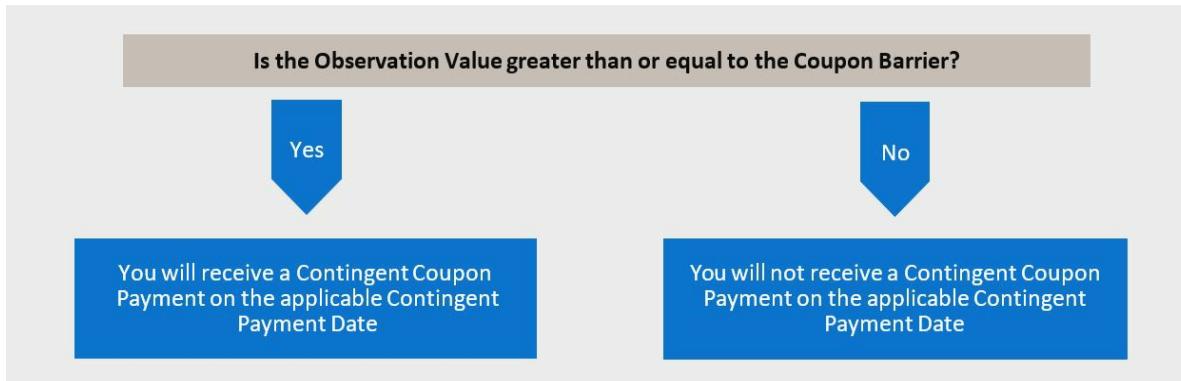 Is the Observation Value greater than or equal to the Coupon Barrier?
Yes
No
You will receive a Contingent Coupon
Payment on the applicable Contingent
Payment Date
You will not receive a Contingent Coupon
Payment on the applicable Contingent
Payment Date